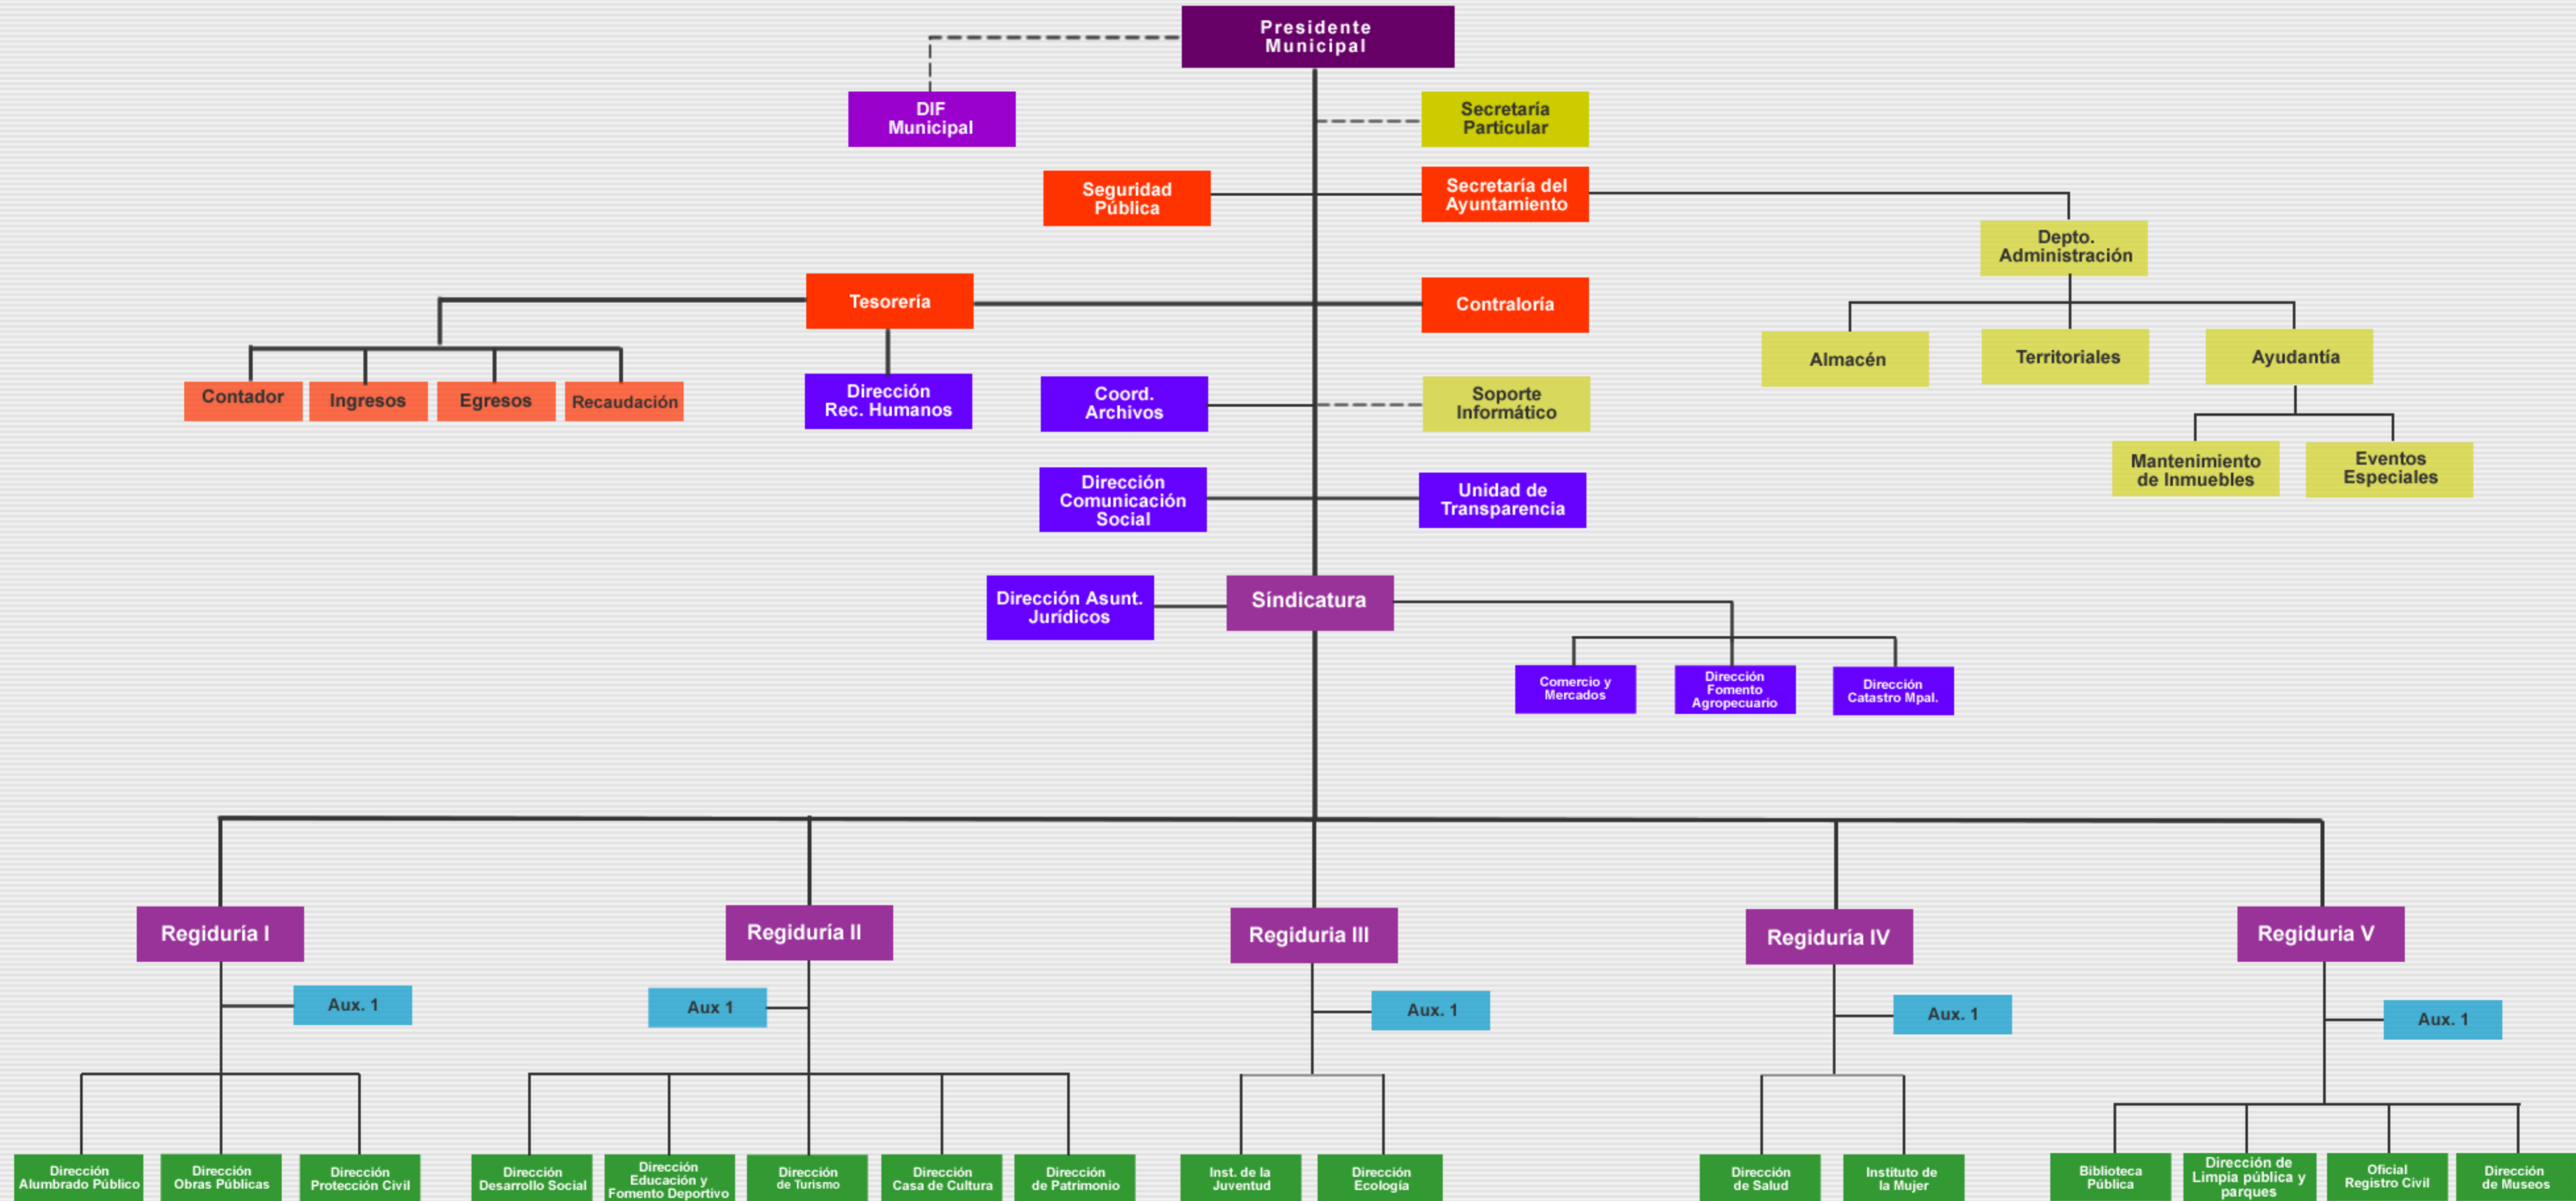 Presidente
Municipal
DIF
Municipal
Secretaría
Particular
Seguridad
Pública
Secretaría del
Ayuntamiento
Depto.
Administración
Tesorería
Contraloría
Almacén
Territoriales
Ayudantía
Contador
Ingresos
Egresos
Recaudación
Dirección
Rec. Humanos
Coord.
Archivos
Soporte
Informático
Mantenimiento
de Inmuebles
Eventos
Especiales
Dirección
Comunicación
Social
Unidad de
Transparencia
Dirección Asunt.
Jurídicos
Síndicatura
Comercio y
Mercados
Dirección
Fomento
Agropecuario
Dirección
Catastro Mpal.
Regiduría I
Regiduría II
Regiduria III
Regiduría IV
Regiduria V
Aux. 1
Aux 1
Aux. 1
Aux. 1
Aux. 1
Dirección
Alumbrado Público
Dirección
Obras Públicas
Dirección
Protección Civil
Dirección
Desarrollo Social
Dirección
Educación y
Fomento Deportivo
Dirección
de Turismo
Dirección
Casa de Cultura
Dirección
de Patrimonio
Inst. de la
Juventud
Dirección
Ecología
Dirección
de Salud
Instituto de
la Mujer
Biblioteca
Pública
Dirección de
Limpia pública y
parques
Oficial
Registro Civil
Dirección
de Museos